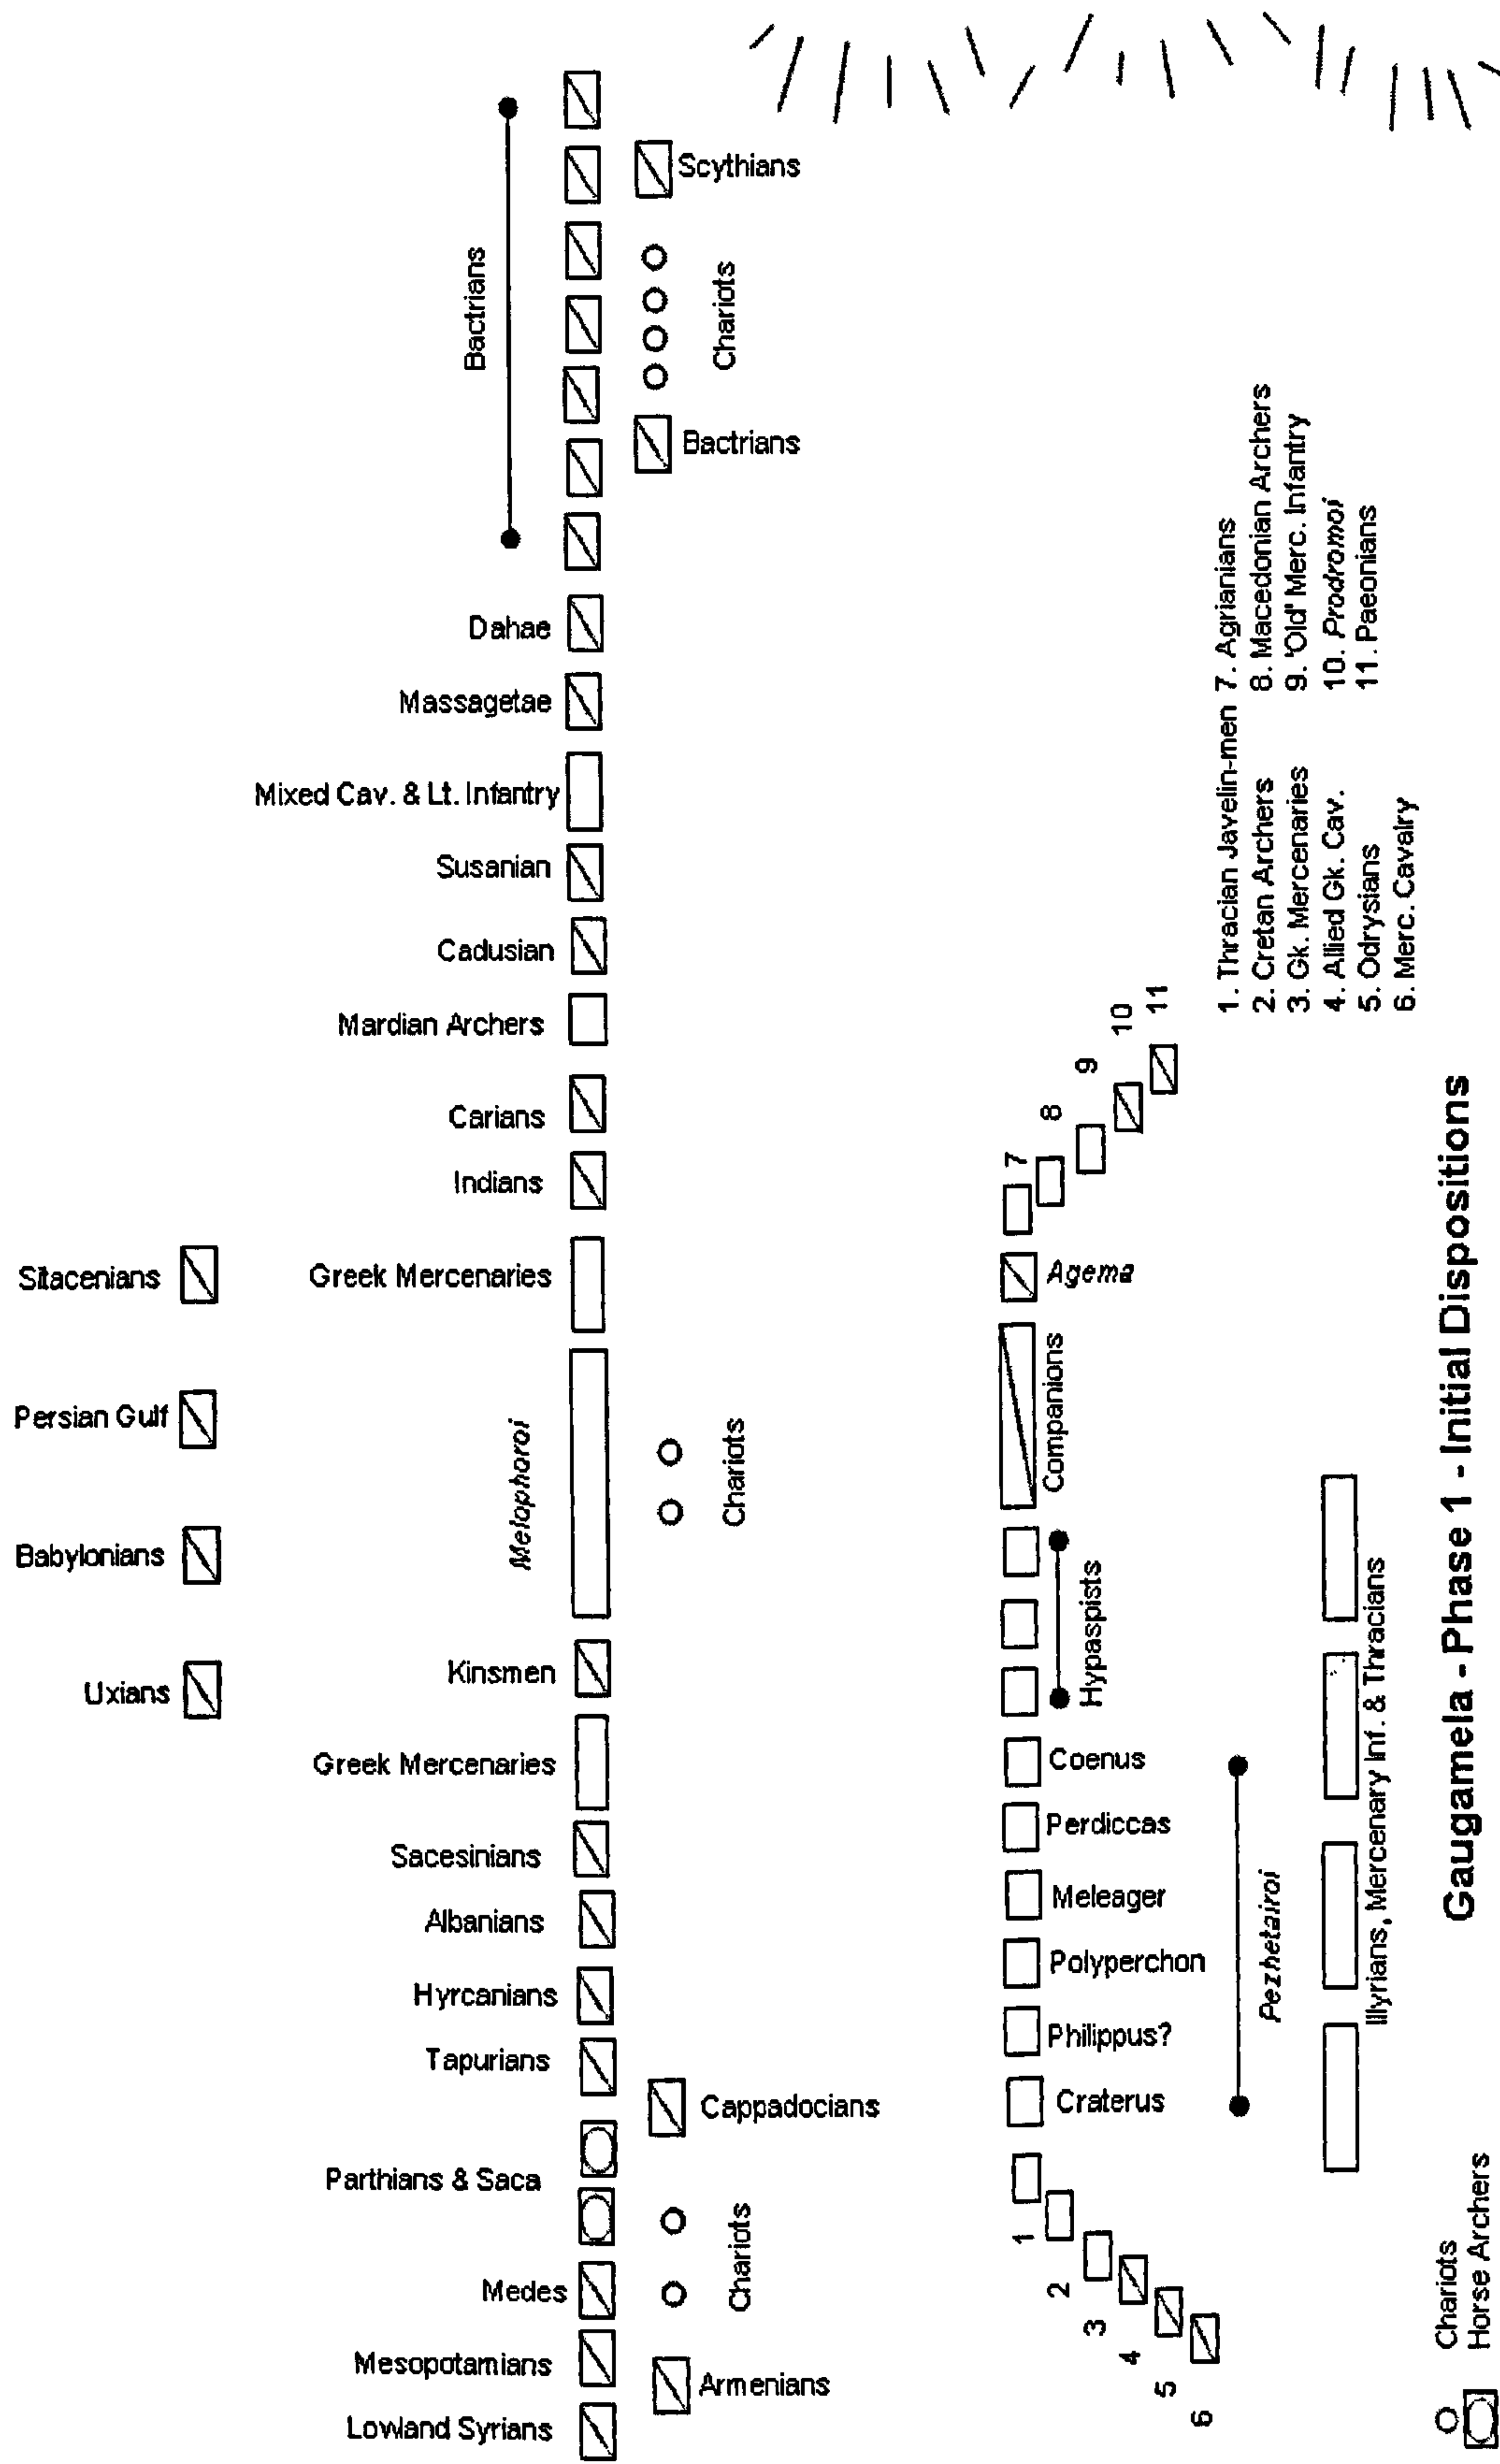 Sitacenians
Persian Gulf
Babylonians
Uxians
Bactrians
Dahae
Massagetae
Mixed Cav. & Lt. Infantry
Susanian
Cadusian
Mardian Archers
Carians
Indians
Greek Mercenaries
Melophoroi
Kinsmen
Greek Mercenaries
Sacesinians
Albanians
Hyrcanians
Tapurians
Parthians & Saca
Medes
Mesopotamians
Lowland Syrians
Scythians
Chariots
Bactrians
Chariots
Cappadocians
Chariots
Armenians
11
10
9
8
7
Agema
Companions
Hypaspists
Coenus
Perdiccas
Meleager
Polyperchon
Philippus?
Craterus
Pezhetairoi
1
2
3
4
5
6
Illyrians, Mercenary Inf. & Thracians
1. Thracian Javelin-men 7. Agrianians
2. Cretan Archers 8. Macedonian Archers
3. Gk. Mercenaries 9. 'Old' Merc. Infantry
4. Allied Gk. Cav. 10. Prodromoi
5. Odrysians 11. Paeonians
6. Merc. Cavalry
Gaugamela - Phase 1 - Initial Dispositions
Chariots
Horse Archers